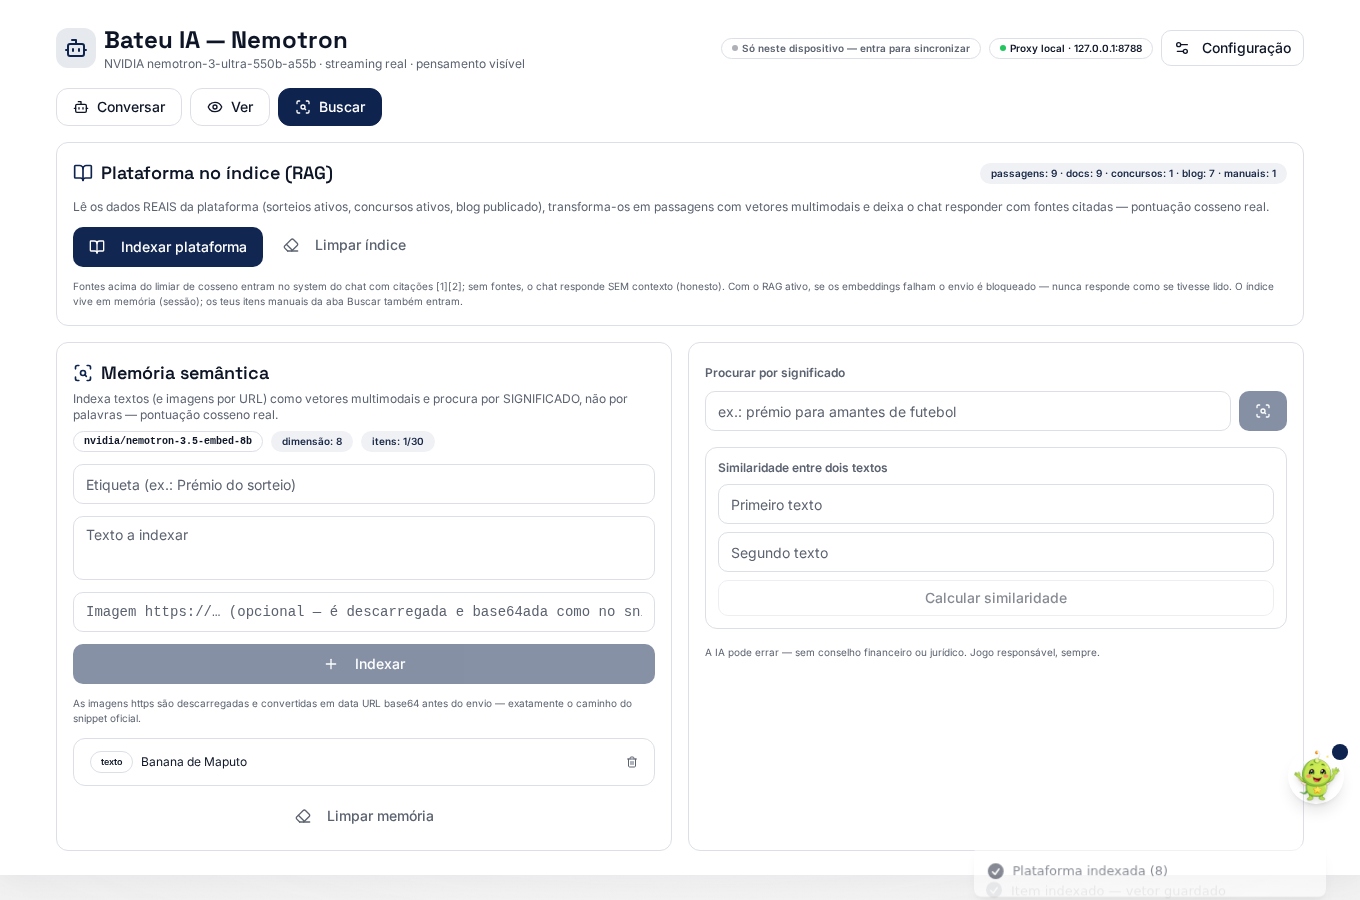 Bateu IA — Nemotron
NVIDIA nemotron-3-ultra-550b-a55b · streaming real · pensamento visível
Só neste dispositivo — entra para sincronizar
Proxy local · 127.0.0.1:8788
Configuração
Conversar
Ver
Buscar
Plataforma no índice (RAG)
passagens: 9 · docs: 9 · concursos: 1 · blog: 7 · manuais: 1
Lê os dados REAIS da plataforma (sorteios ativos, concursos ativos, blog publicado), transforma-os em passagens com vetores multimodais e deixa o chat responder com fontes citadas — pontuação cosseno real.
Indexar plataforma
Limpar índice
Fontes acima do limiar de cosseno entram no system do chat com citações [1][2]; sem fontes, o chat responde SEM contexto (honesto). Com o RAG ativo, se os embeddings falham o envio é bloqueado — nunca responde como se tivesse lido. O índice
vive em memória (sessão); os teus itens manuais da aba Buscar também entram.
Memória semântica
Indexa textos (e imagens por URL) como vetores multimodais e procura por SIGNIFICADO, não por
palavras — pontuação cosseno real.
nvidia/nemotron-3.5-embed-8b
dimensão: 8
itens: 1/30
Etiqueta (ex.: Prémio do sorteio)
Texto a indexar
Imagem https://… (opcional — é descarregada e base64ada como no sn
Indexar
As imagens https são descarregadas e convertidas em data URL base64 antes do envio — exatamente o caminho do
snippet oficial.
texto
Banana de Maputo
Limpar memória
Procurar por significado
ex.: prémio para amantes de futebol
Similaridade entre dois textos
Primeiro texto
Segundo texto
Calcular similaridade
A IA pode errar — sem conselho financeiro ou jurídico. Jogo responsável, sempre.
Plataforma indexada (8)
Item indexado — vetor guardado